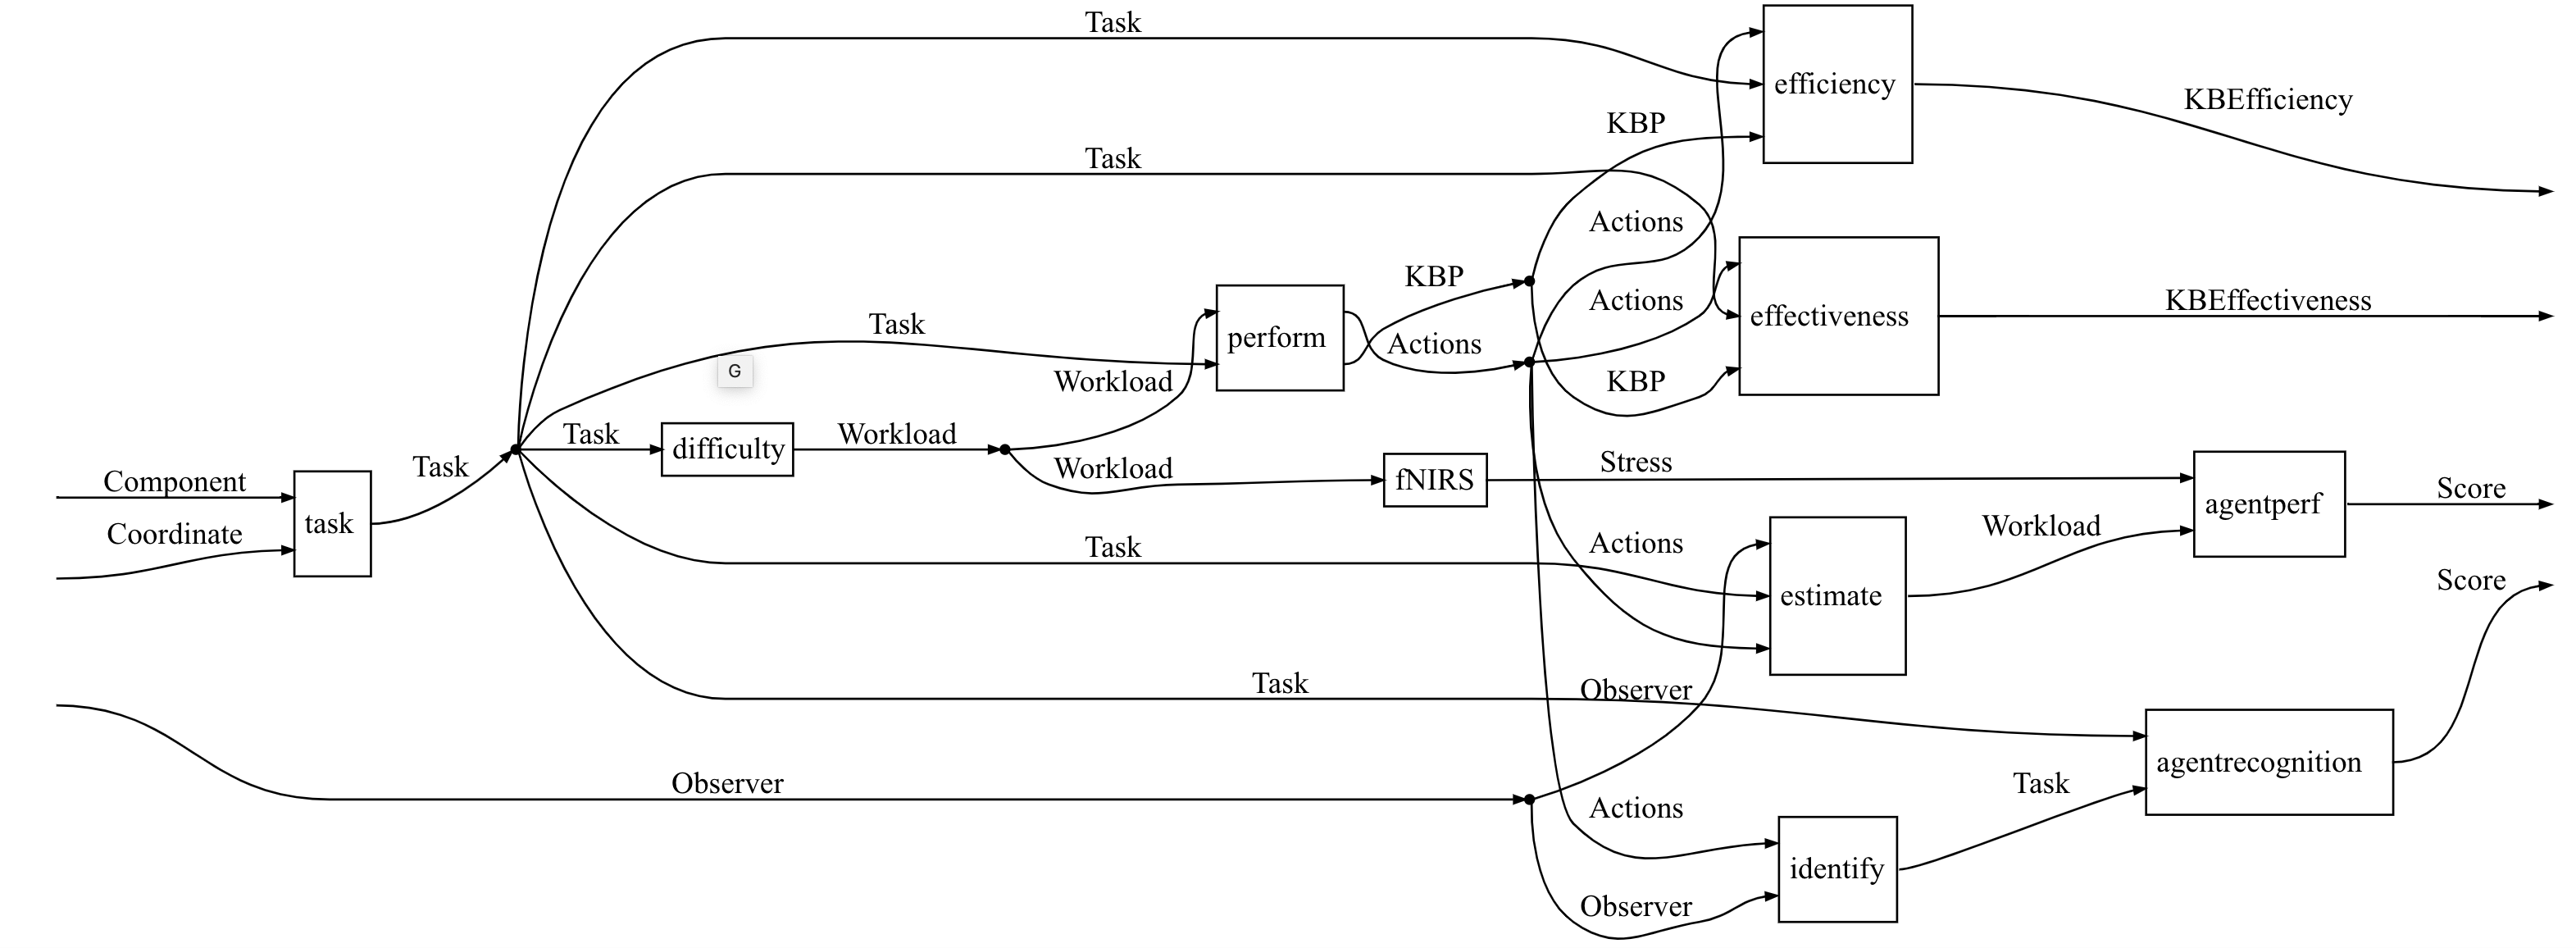 Task
efficiency
KBEfficiency
KBP
Task
Actions
KBP
Actions
effectiveness
KBEffectiveness
Task
perform
Actions
Workload
KBP
G
Task
difficulty
Workload
Workload
fNIRS
Stress
agentperf
Score
Component
Task
Coordinate
task
Task
Actions
Workload
estimate
Score
Task
Observer
Observer
agentrecognition
Task
Actions
identify
Observer